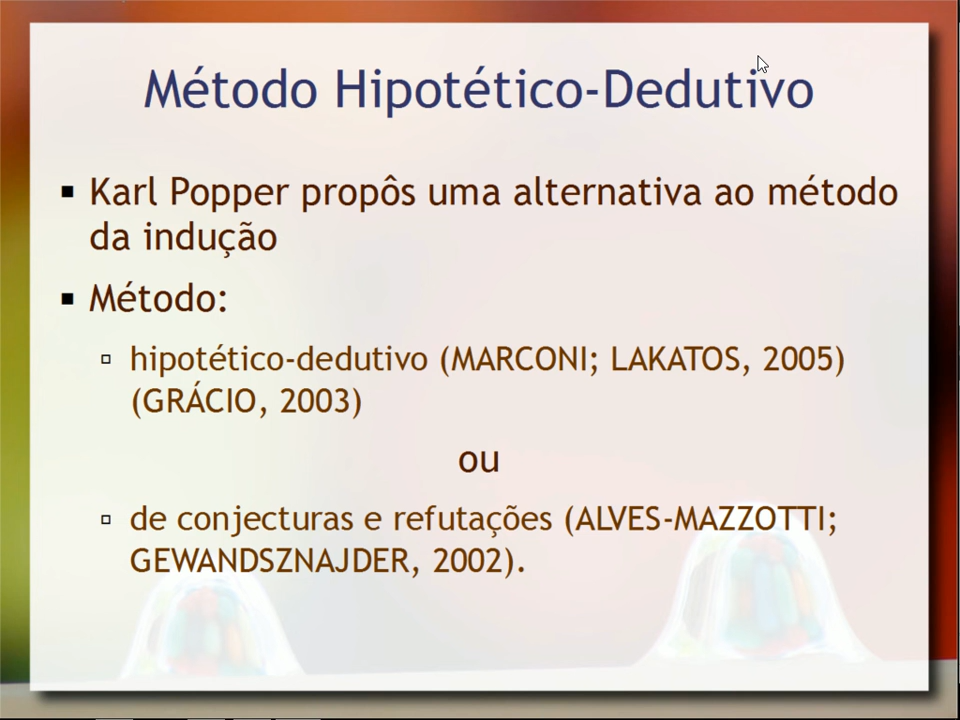 Método Hipotético-Dedutivo
Karl Popper propôs uma alternativa ao método
da indução
Método:
hipotético-dedutivo (MARCONI; LAKATOS, 2005)
(GRÁCIO, 2003)
ou
de conjecturas e refutações (ALVES-MAZZOTTI;
GEWANDSZNAJDER, 2002).